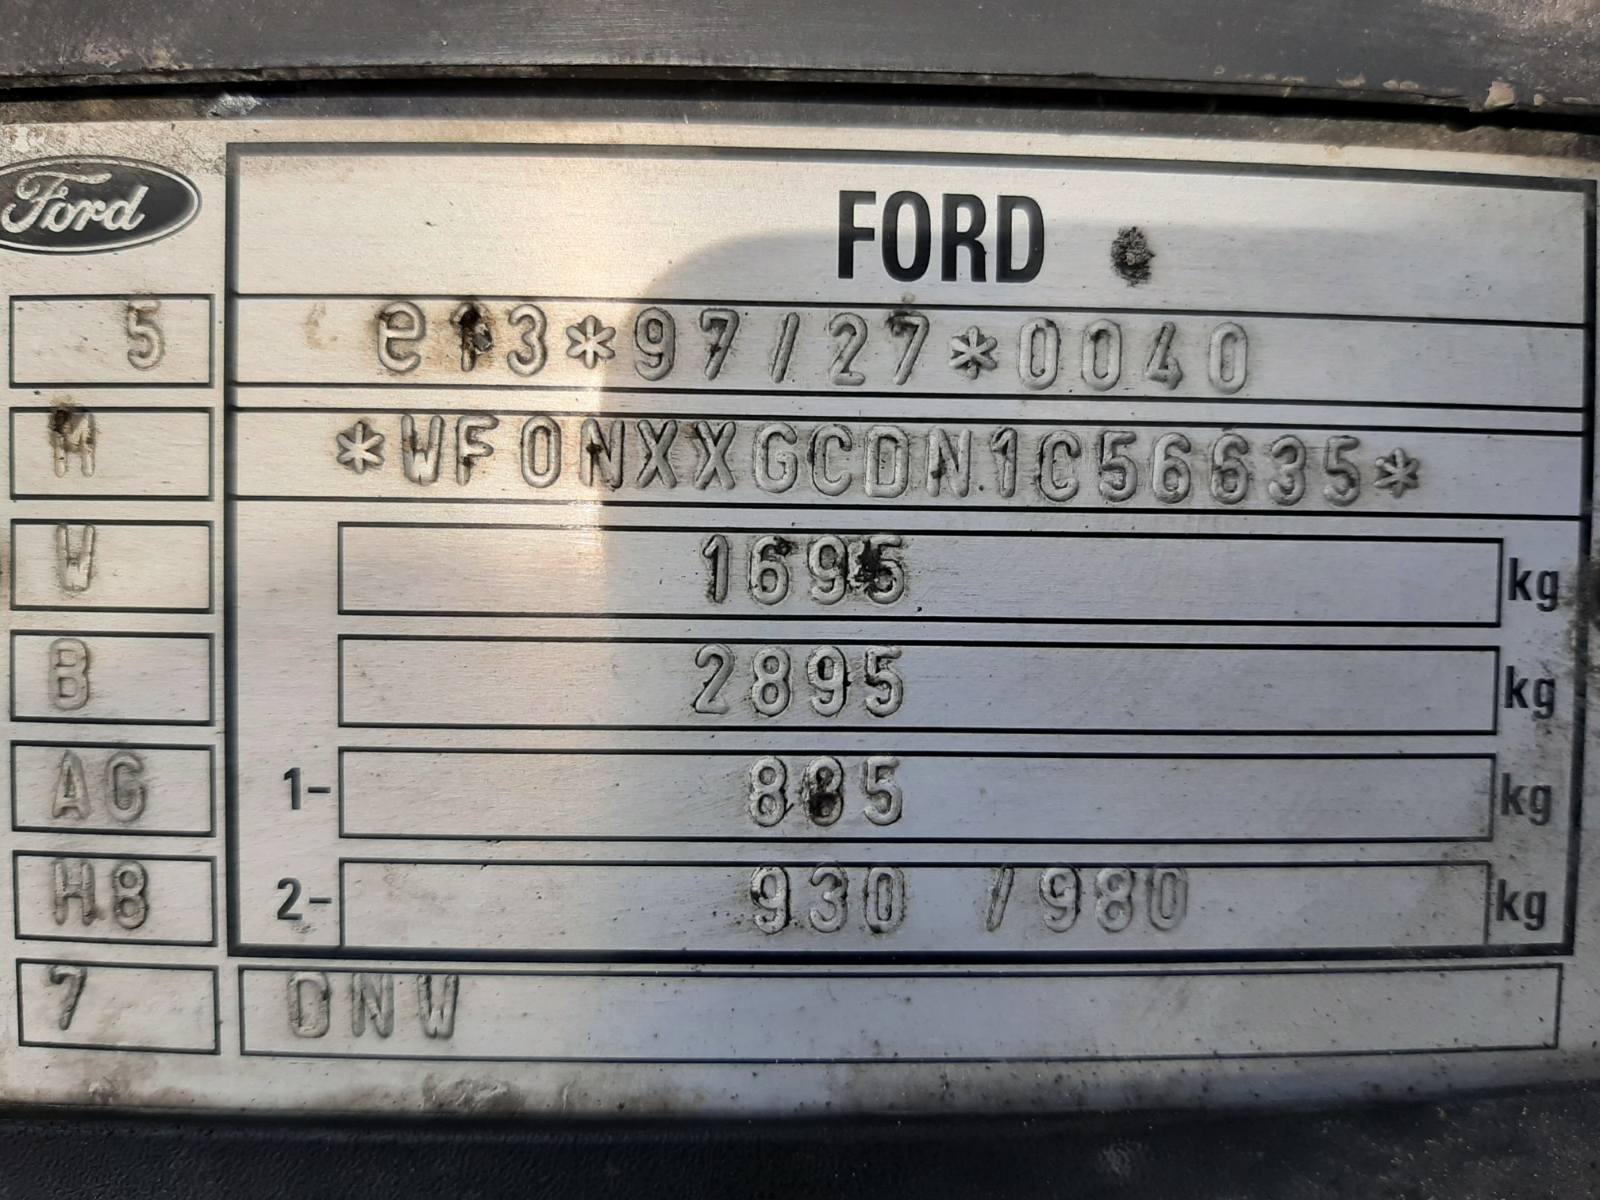 Ford
FORD
5 e13*97/27*0040
M *WF0NXXGCDN1C56635*
W 1695 kg
B 2895 kg
AG 1- 885 kg
H8 2- 930 /980 kg
7 DNW